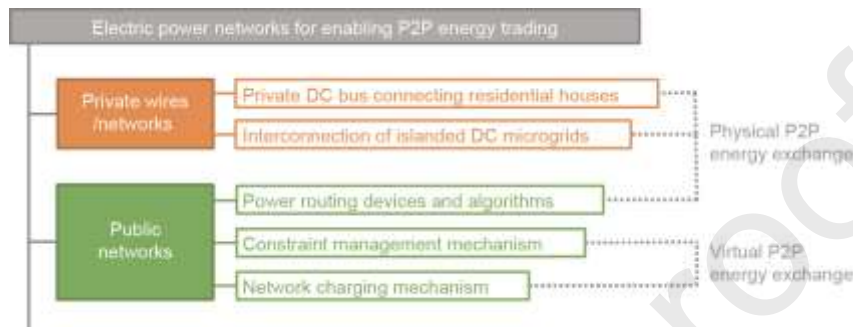 Electric power networks for enabling P2P energy trading
Private wires
/networks
Private DC bus connecting residential houses
Interconnection of islanded DC microgrids
Physical P2P
energy exchange
Public
networks
Power routing devices and algorithms
Constraint management mechanism
Network charging mechanism
Virtual P2P
energy exchange
roof